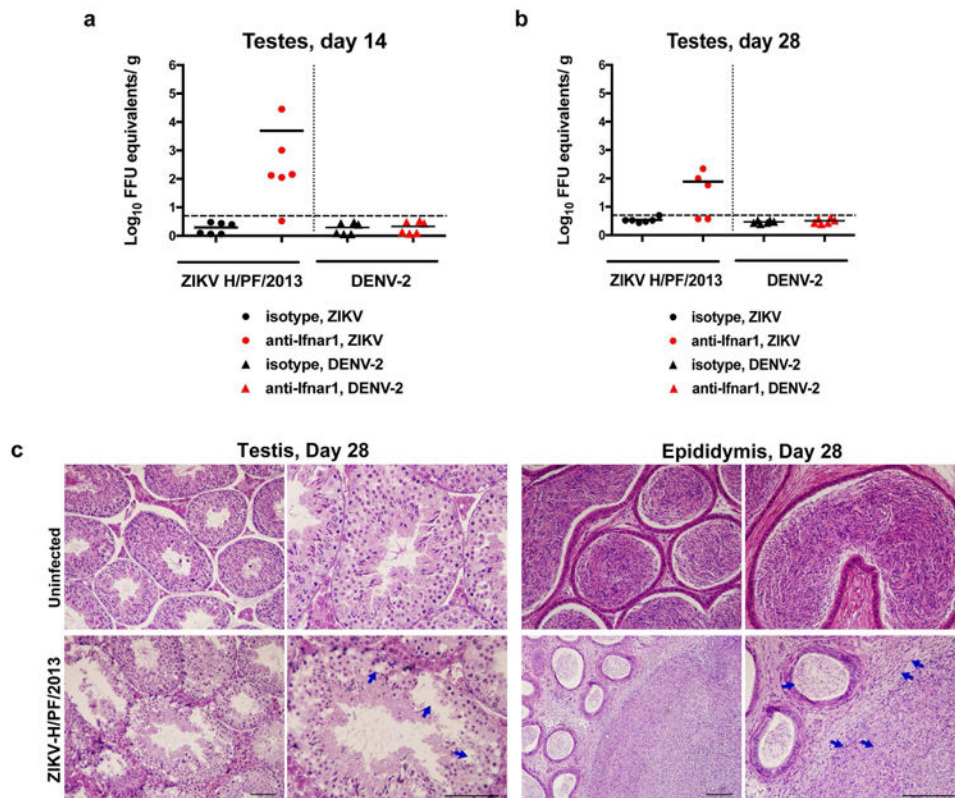 a
Testes, day 14
Log10 FFU equivalents/ g
6
5
4
3
2
1
0
ZIKV H/PF/2013
DENV-2
isotype, ZIKV
anti-Ifnar1, ZIKV
isotype, DENV-2
anti-Ifnar1, DENV-2
b
Testes, day 28
Log10 FFU equivalents/ g
6
5
4
3
2
1
0
ZIKV H/PF/2013
DENV-2
isotype, ZIKV
anti-Ifnar1, ZIKV
isotype, DENV-2
anti-Ifnar1, DENV-2
c
Testis, Day 28
Epididymis, Day 28
Uninfected
ZIKV-H/PF/2013